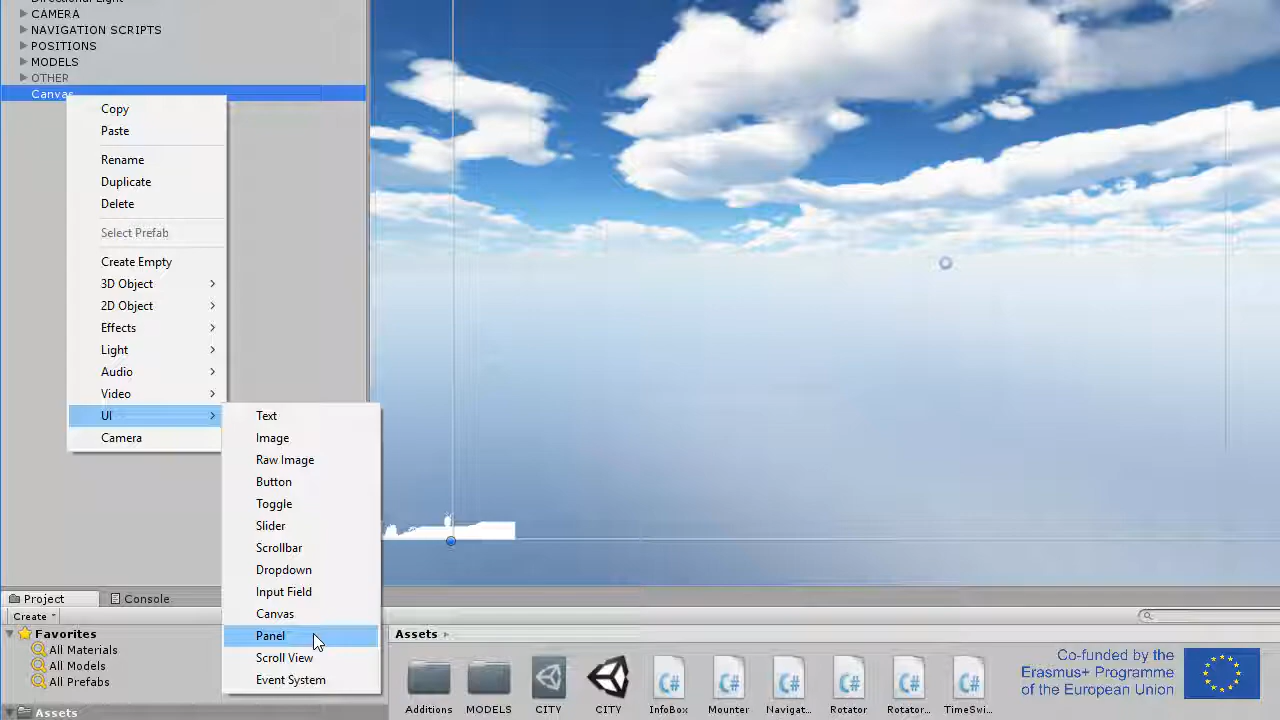 CAMERA
NAVIGATION SCRIPTS
POSITIONS
MODELS
OTHER
Canvas
Copy
Paste
Rename
Duplicate
Delete
Select Prefab
Create Empty
3D Object
2D Object
Effects
Light
Audio
Video
UI
Camera
Text
Image
Raw Image
Button
Toggle
Slider
Scrollbar
Dropdown
Input Field
Canvas
Panel
Scroll View
Event System
Project
Console
Create
Favorites
All Materials
All Models
All Prefabs
Assets
Assets
Additions
MODELS
CITY
CITY
InfoBox
Mounter
Navigat...
Rotator
Rotator...
TimeSwi...
Co-funded by the
Erasmus+ Programme
of the European Union